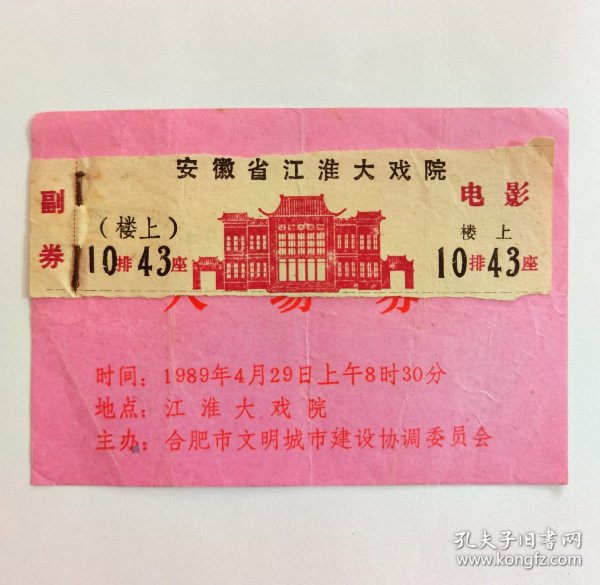 安徽省江淮大戏院
副券
(楼上)
10排43座
电影
楼上
10排43座
入场券
时间：1989年4月29日上午8时30分
地点：江淮大戏院
主办：合肥市文明城市建设协调委员会
孔夫子旧书网
www.kongfz.com